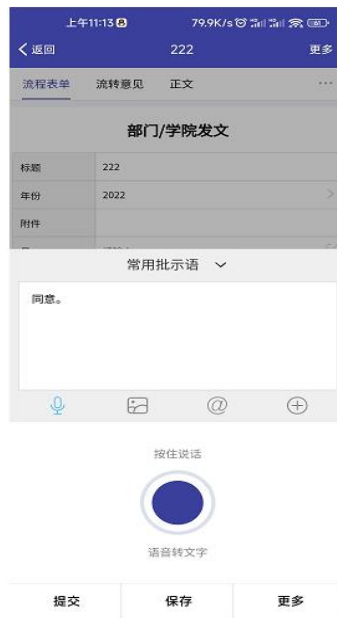 上午11:13 79.9K/s
返回 222 更多
流程表单 流转意见 正文 ...
部门/学院发文
标题 222
年份 2022
附件
常用批示语
同意。
@
按住说话
语音转文字
提交 保存 更多